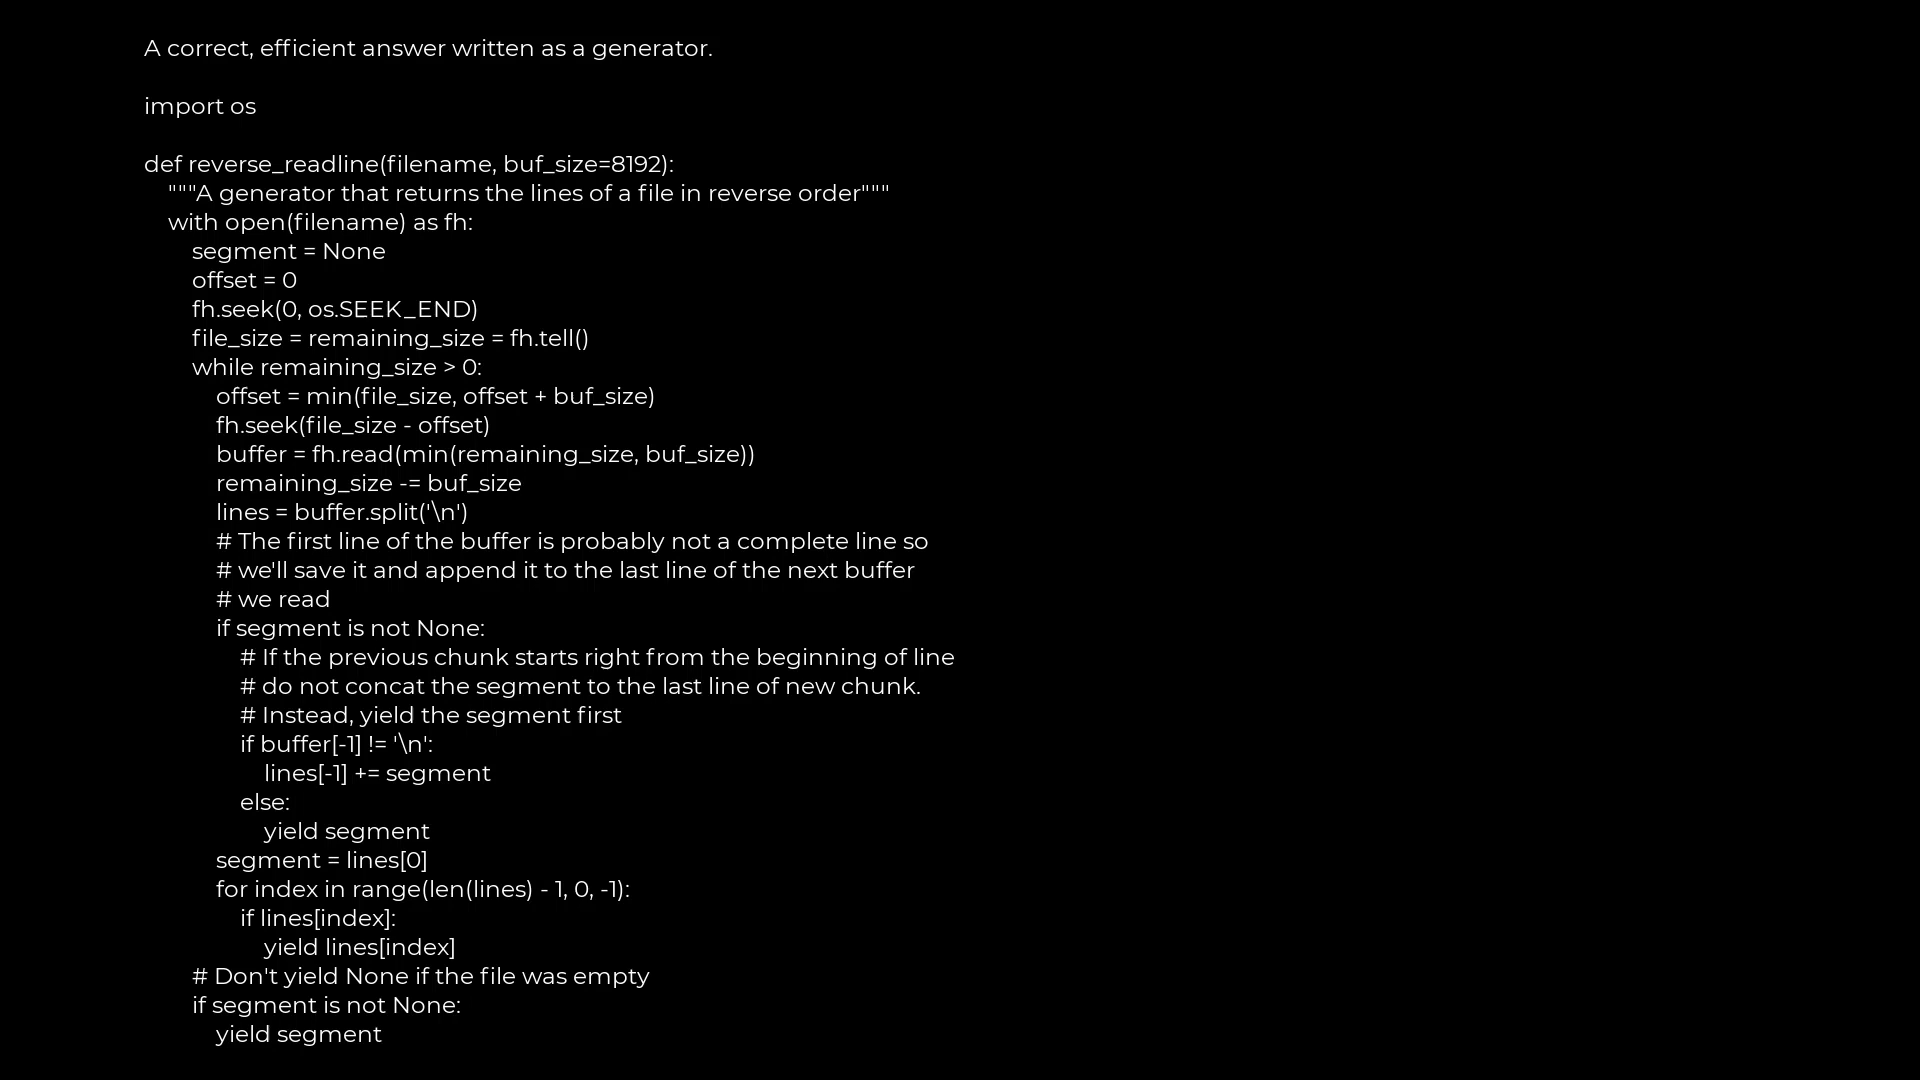 A correct, efficient answer written as a generator.

import os

def reverse_readline(filename, buf_size=8192):
    """A generator that returns the lines of a file in reverse order"""
    with open(filename) as fh:
        segment = None
        offset = 0
        fh.seek(0, os.SEEK_END)
        file_size = remaining_size = fh.tell()
        while remaining_size > 0:
            offset = min(file_size, offset + buf_size)
            fh.seek(file_size - offset)
            buffer = fh.read(min(remaining_size, buf_size))
            remaining_size -= buf_size
            lines = buffer.split('\n')
            # The first line of the buffer is probably not a complete line so
            # we'll save it and append it to the last line of the next buffer
            # we read
            if segment is not None:
                # If the previous chunk starts right from the beginning of line
                # do not concat the segment to the last line of new chunk.
                # Instead, yield the segment first
                if buffer[-1] != '\n':
                    lines[-1] += segment
                else:
                    yield segment
            segment = lines[0]
            for index in range(len(lines) - 1, 0, -1):
                if lines[index]:
                    yield lines[index]
        # Don't yield None if the file was empty
        if segment is not None:
            yield segment